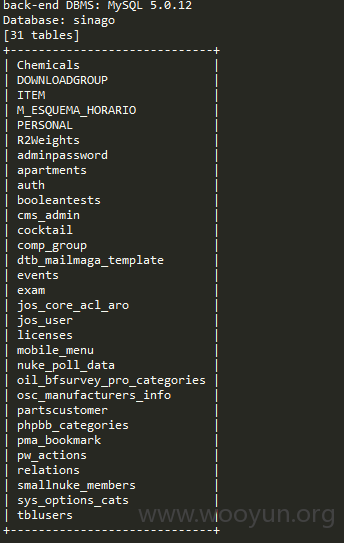 back-end DBMS: MySQL 5.0.12
Database: sinago
[31 tables]
+---------------------------+
| Chemicals |
| DOWNLOADGROUP |
| ITEM |
| M_ESQUEMA_HORARIO |
| PERSONAL |
| R2Weights |
| adminpassword |
| apartments |
| auth |
| booleantests |
| cms_admin |
| cocktail |
| comp_group |
| dtb_mailmaga_template |
| events |
| exam |
| jos_core_acl_aro |
| jos_user |
| licenses |
| mobile_menu |
| nuke_poll_data |
| oil_bfsurvey_pro_categories |
| osc_manufacturers_info |
| partscustomer |
| phpbb_categories |
| pma_bookmark |
| pw_actions |
| relations |
| smallnuke_members |
| sys_options_cats |
| tblusers |
+---------------------------+
www.wooyun.org